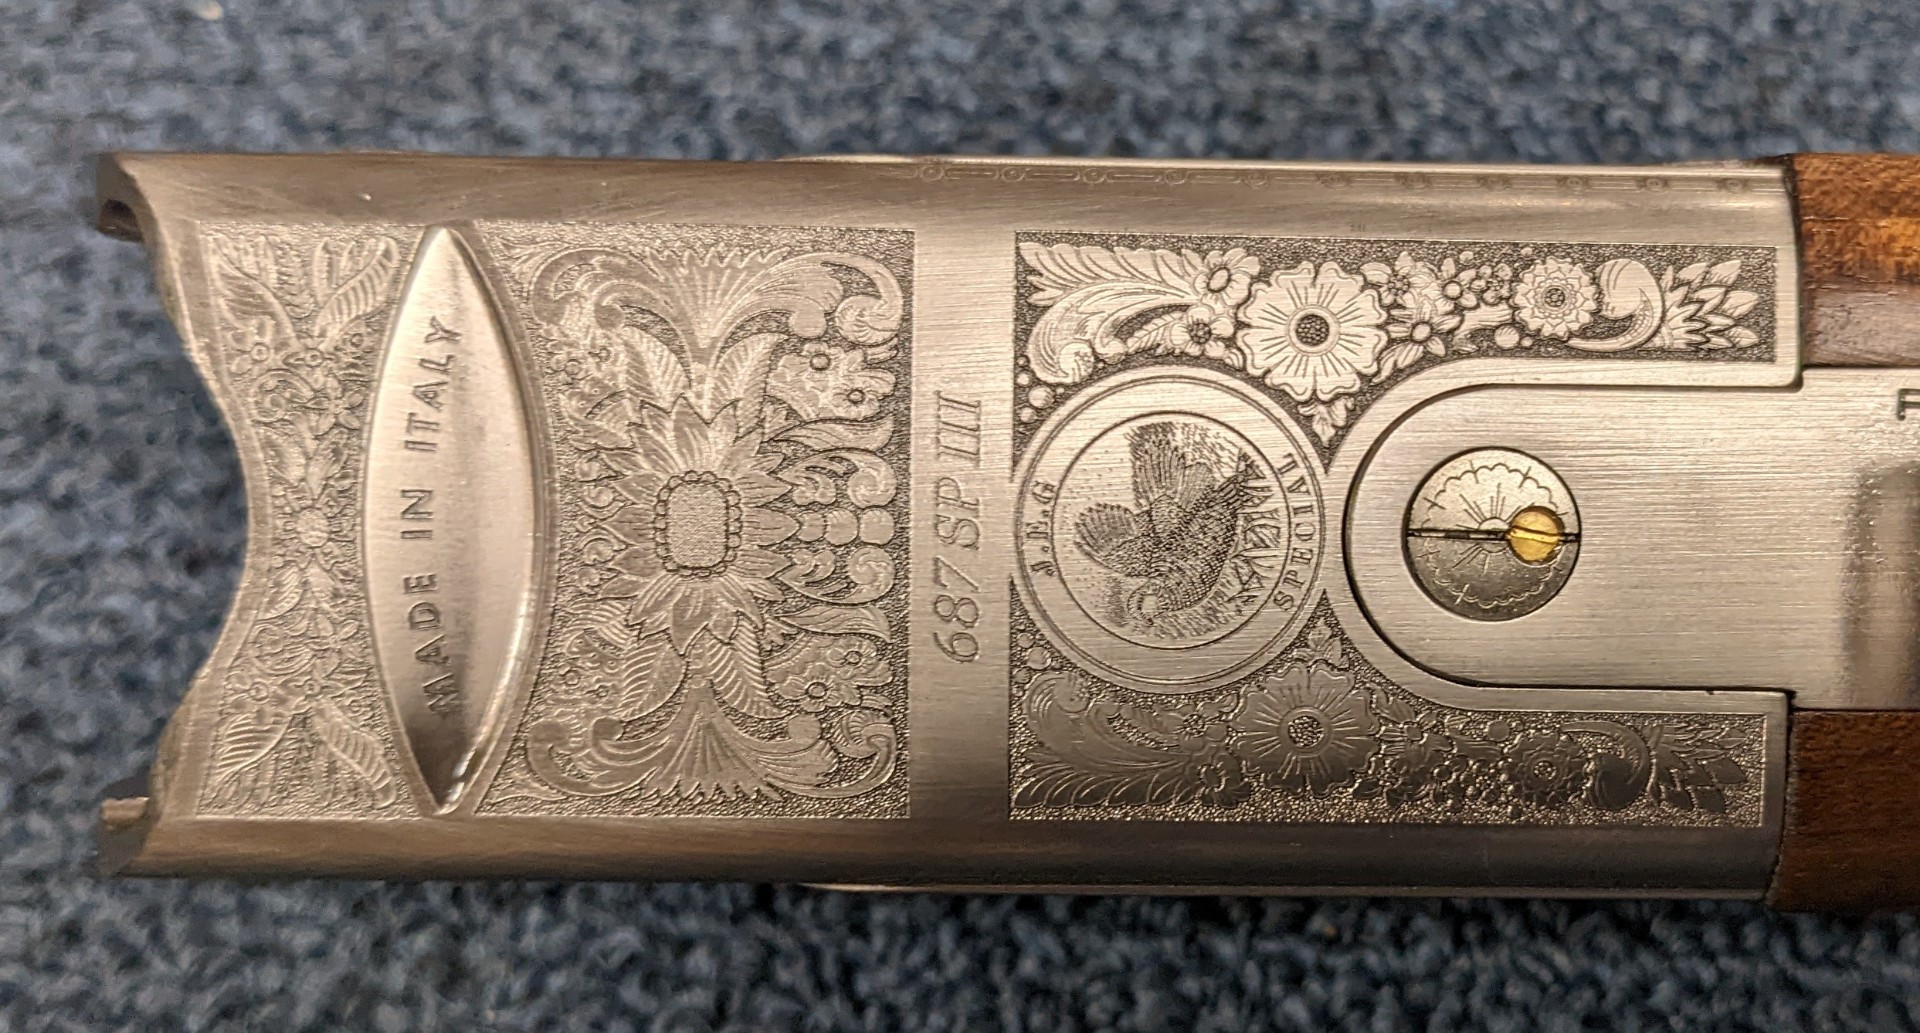 MADE IN ITALY
687 SP III
J.E.G
SPECIAL